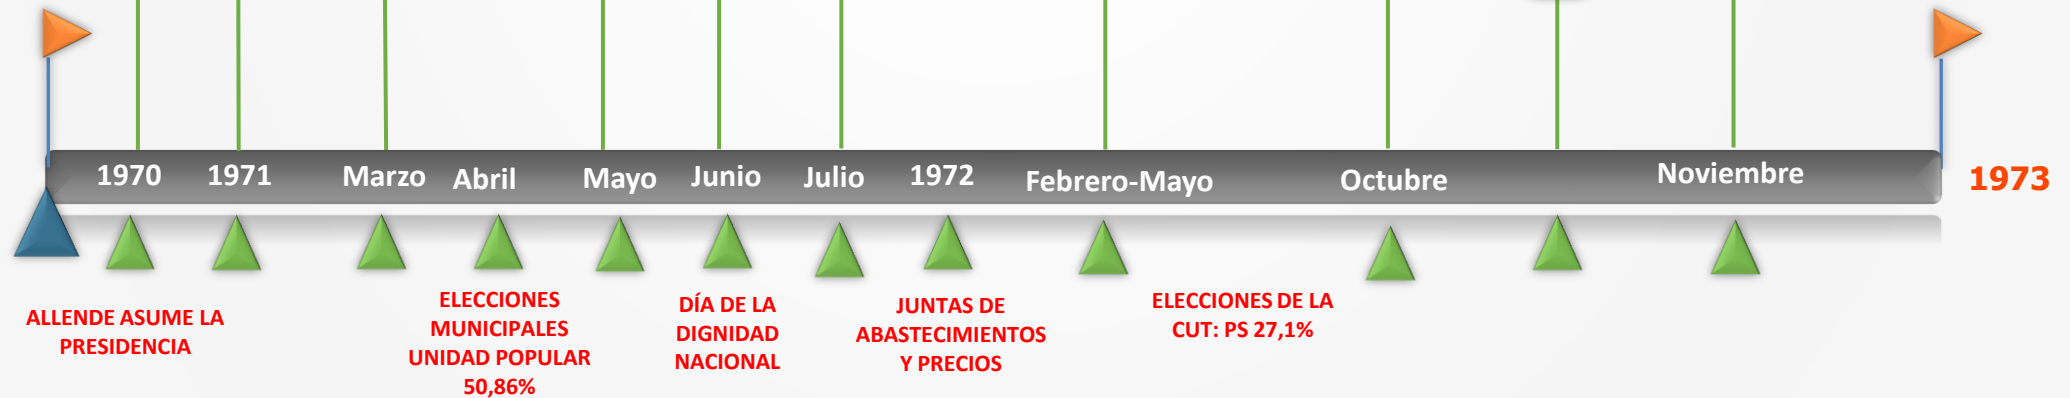 1970
1971
Marzo
Abril
Mayo
Junio
Julio
1972
Febrero-Mayo
Octubre
Noviembre
1973
ALLENDE ASUME LA
PRESIDENCIA
ELECCIONES
MUNICIPALES
UNIDAD POPULAR
50,86%
DÍA DE LA
DIGNIDAD
NACIONAL
JUNTAS DE
ABASTECIMIENTOS
Y PRECIOS
ELECCIONES DE LA
CUT: PS 27,1%